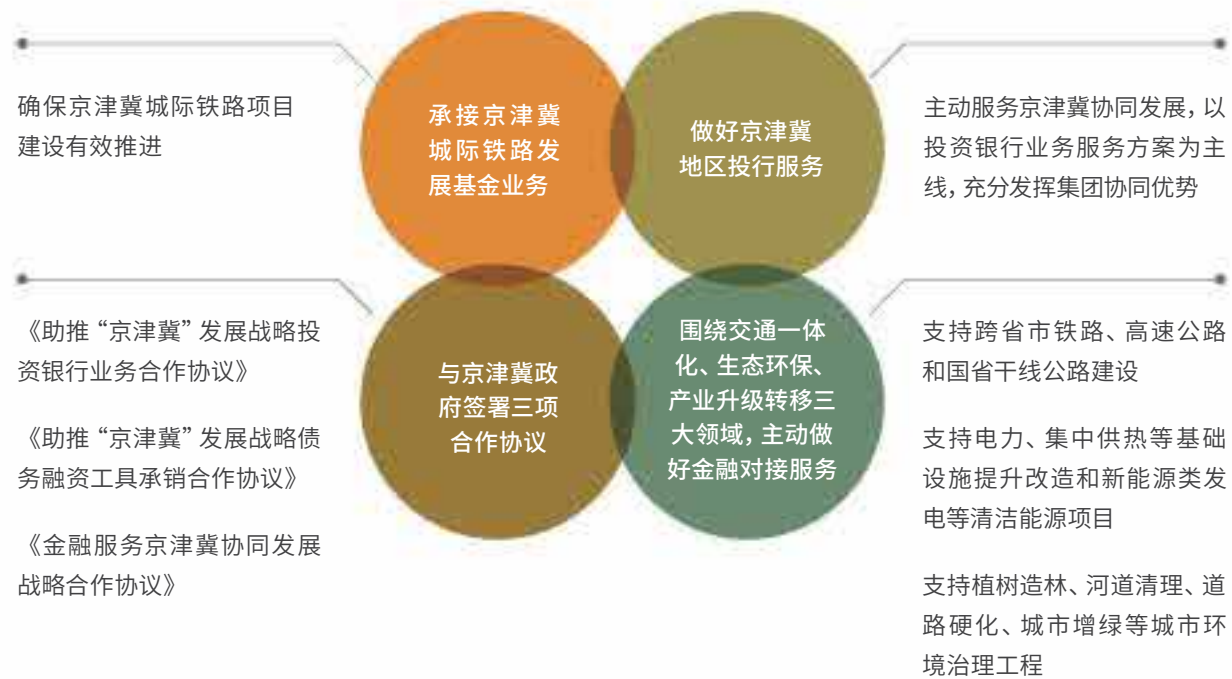 确保京津冀城际铁路项目
建设有效推进
承接京津冀
城际铁路发
展基金业务
做好京津冀
地区投行服务
主动服务京津冀协同发展，以
投资银行业务服务方案为主
线，充分发挥集团协同优势
《助推“京津冀”发展战略投
资银行业务合作协议》
《助推“京津冀”发展战略债
务融资工具承销合作协议》
《金融服务京津冀协同发展
战略合作协议》
与京津冀政
府签署三项
合作协议
围绕交通一体
化、生态环保、
产业升级转移三
大领域，主动做
好金融对接服务
支持跨省市铁路、高速公路
和国省干线公路建设
支持电力、集中供热等基础
设施提升改造和新能源类发
电等清洁能源项目
支持植树造林、河道清理、道
路硬化、城市增绿等城市环
境治理工程